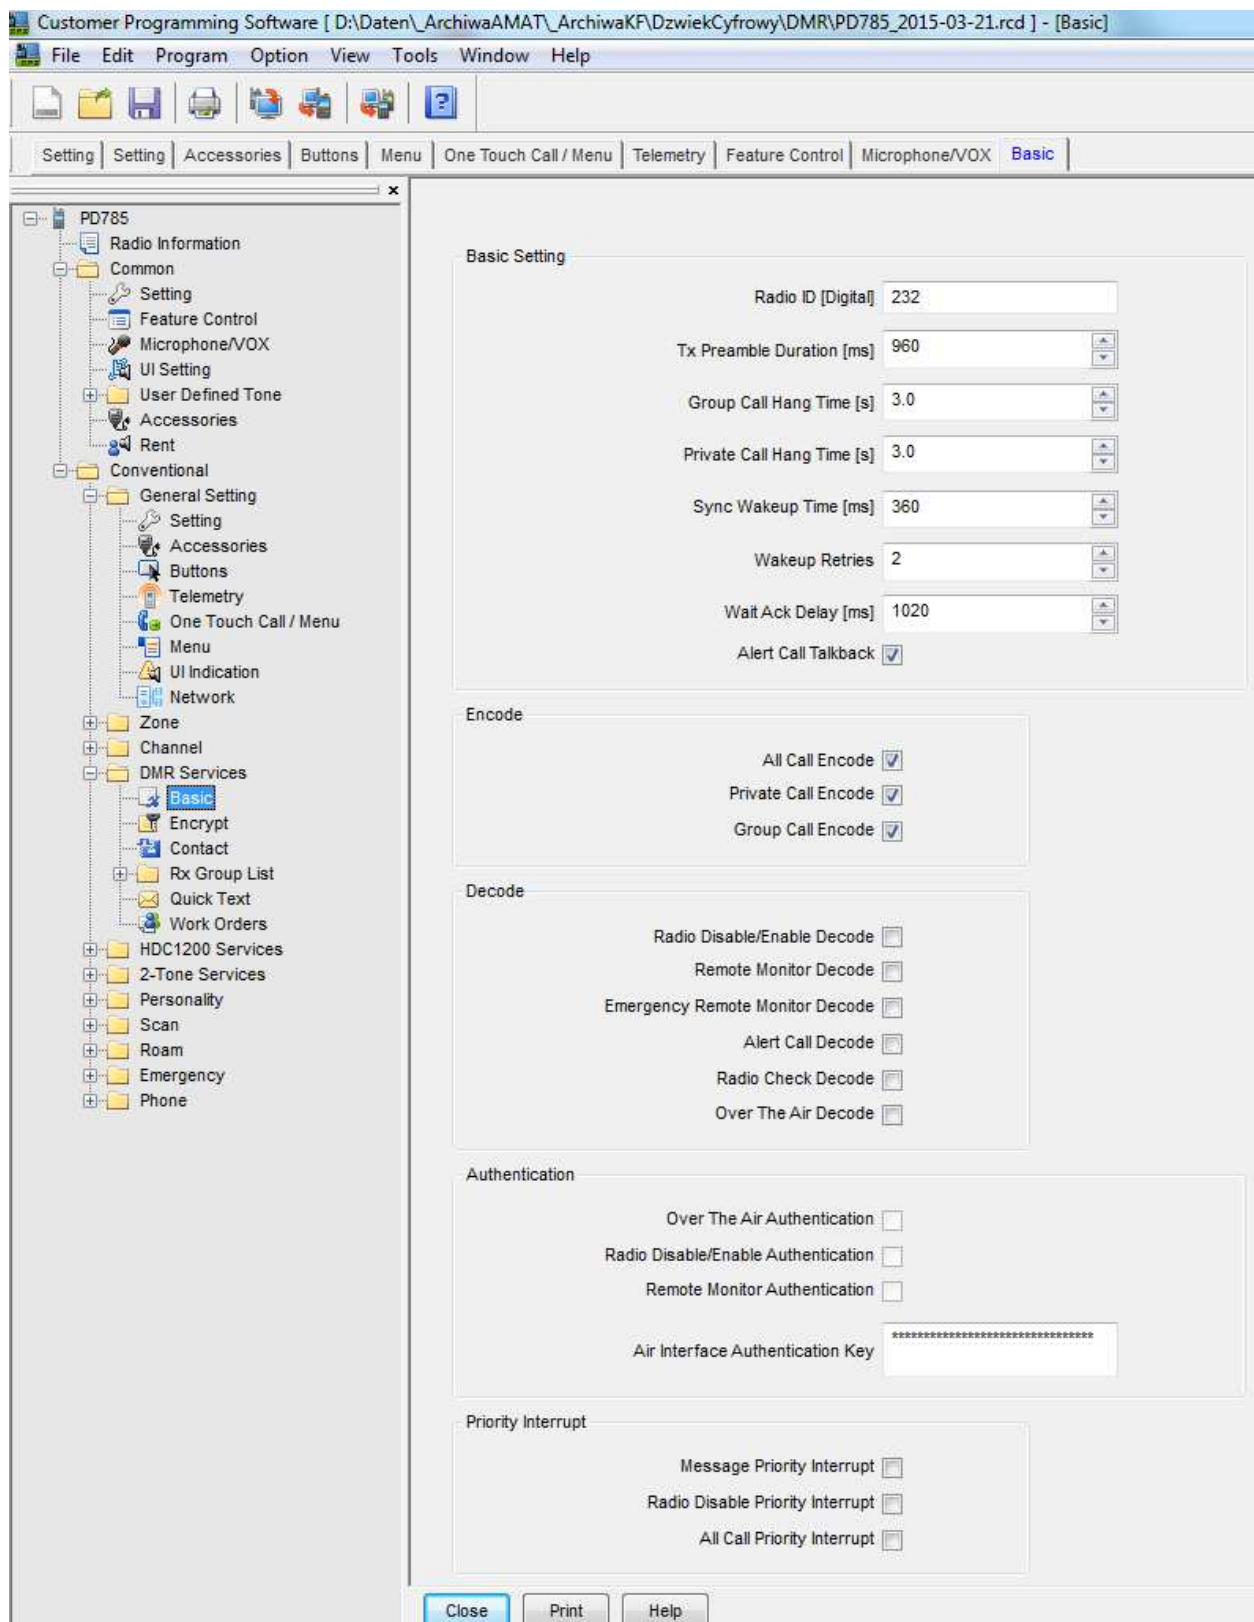 Customer Programming Software [ D:\Daten\_ArchiwaAMAT\_ArchiwaKF\DzwiekCyfrowy\DMR\PD785_2015-03-21.rcd ] - [Basic]
File Edit Program Option View Tools Window Help
Setting Setting Accessories Buttons Menu One Touch Call / Menu Telemetry Feature Control Microphone/VOX Basic
x
PD785
Radio Information
Common
Setting
Feature Control
Microphone/VOX
UI Setting
User Defined Tone
Accessories
Rent
Conventional
General Setting
Setting
Accessories
Buttons
Telemetry
One Touch Call / Menu
Menu
UI Indication
Network
Zone
Channel
DMR Services
Basic
Encrypt
Contact
Rx Group List
Quick Text
Work Orders
HDC1200 Services
2-Tone Services
Personality
Scan
Roam
Emergency
Phone
Basic Setting
Radio ID [Digital] 232
Tx Preamble Duration [ms] 960
Group Call Hang Time [s] 3.0
Private Call Hang Time [s] 3.0
Sync Wakeup Time [ms] 360
Wakeup Retries 2
Wait Ack Delay [ms] 1020
Alert Call Talkback
Encode
All Call Encode
Private Call Encode
Group Call Encode
Decode
Radio Disable/Enable Decode
Remote Monitor Decode
Emergency Remote Monitor Decode
Alert Call Decode
Radio Check Decode
Over The Air Decode
Authentication
Over The Air Authentication
Radio Disable/Enable Authentication
Remote Monitor Authentication
Air Interface Authentication Key ********************************
Priority Interrupt
Message Priority Interrupt
Radio Disable Priority Interrupt
All Call Priority Interrupt
Close Print Help